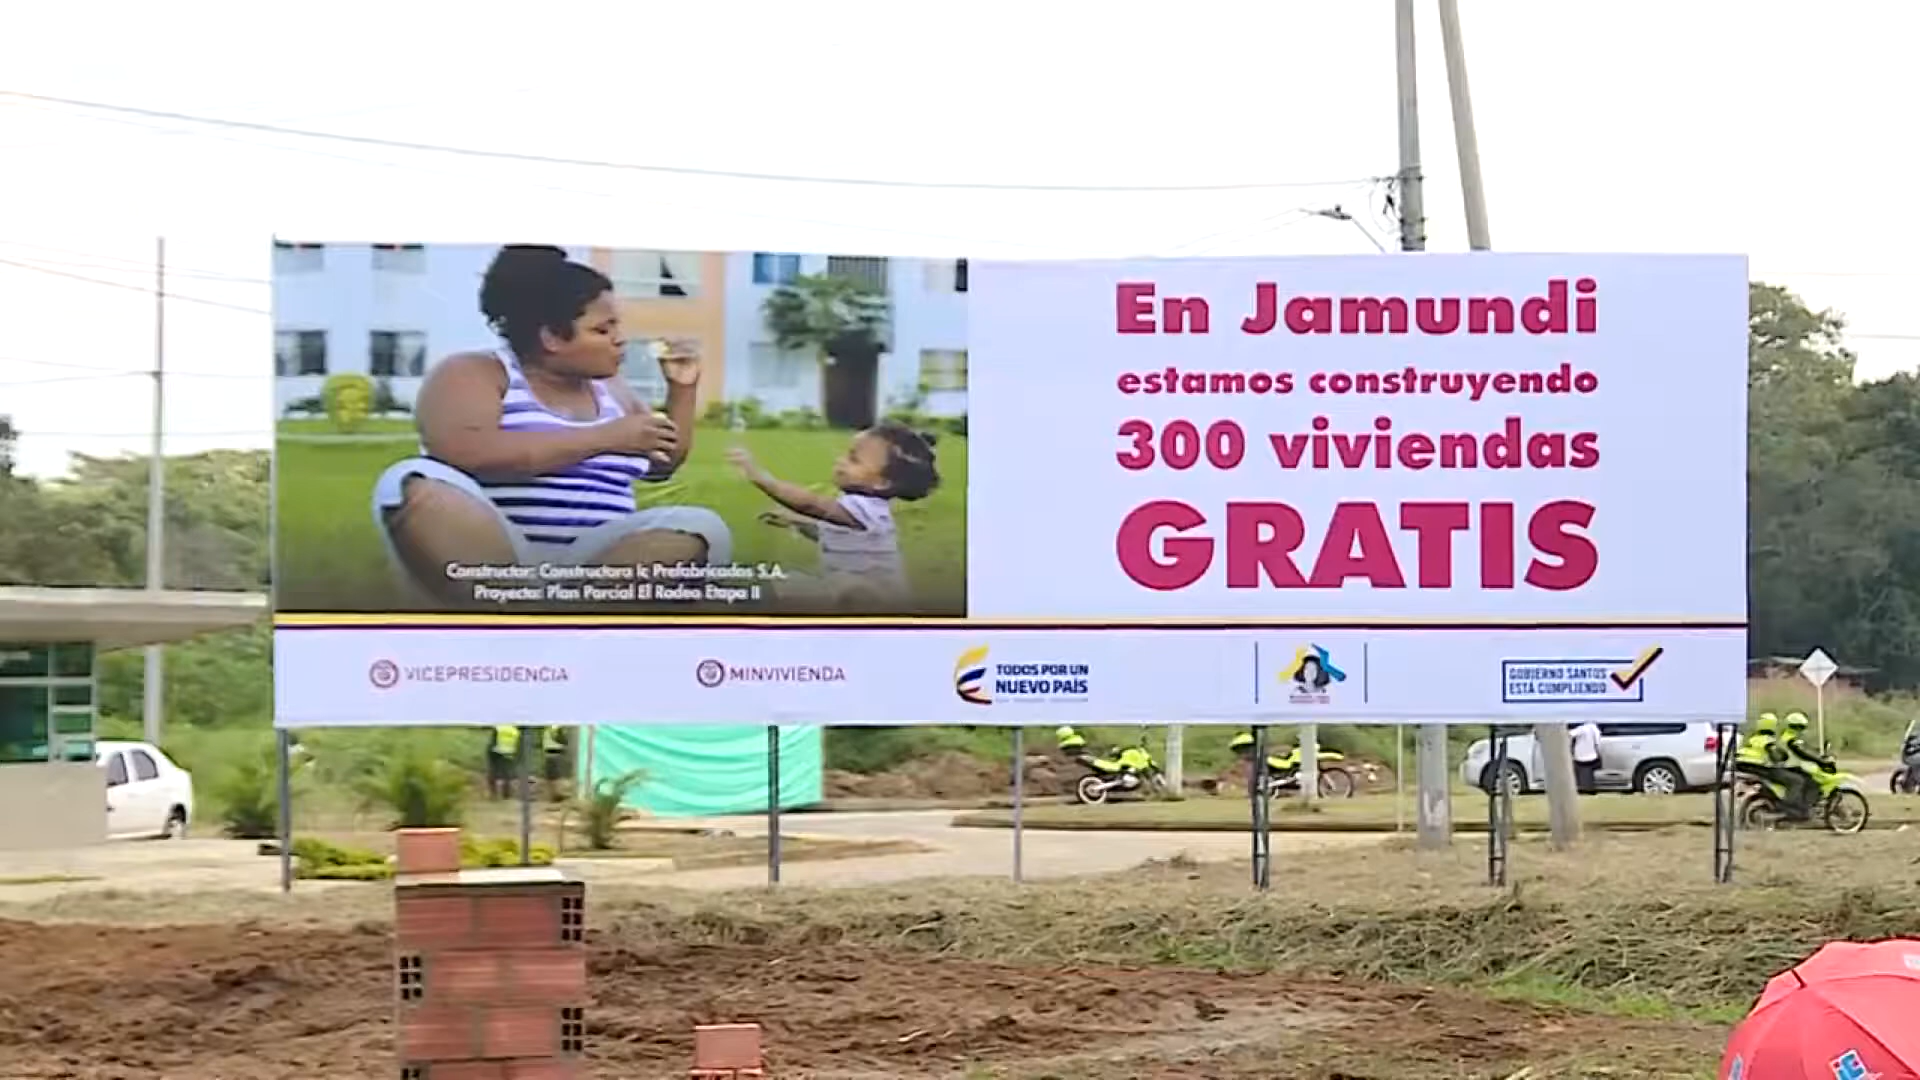 En Jamundi
estamos construyendo
300 viviendas
GRATIS
Constructor: Constructora Ic Prefabricados S.A.
Proyecto: Plan Parcial El Rodeo Etapa II
VICEPRESIDENCIA
MINVIVIENDA
TODOS POR UN
NUEVO PAÍS
GOBIERNO SANTOS
ESTÁ CUMPLIENDO